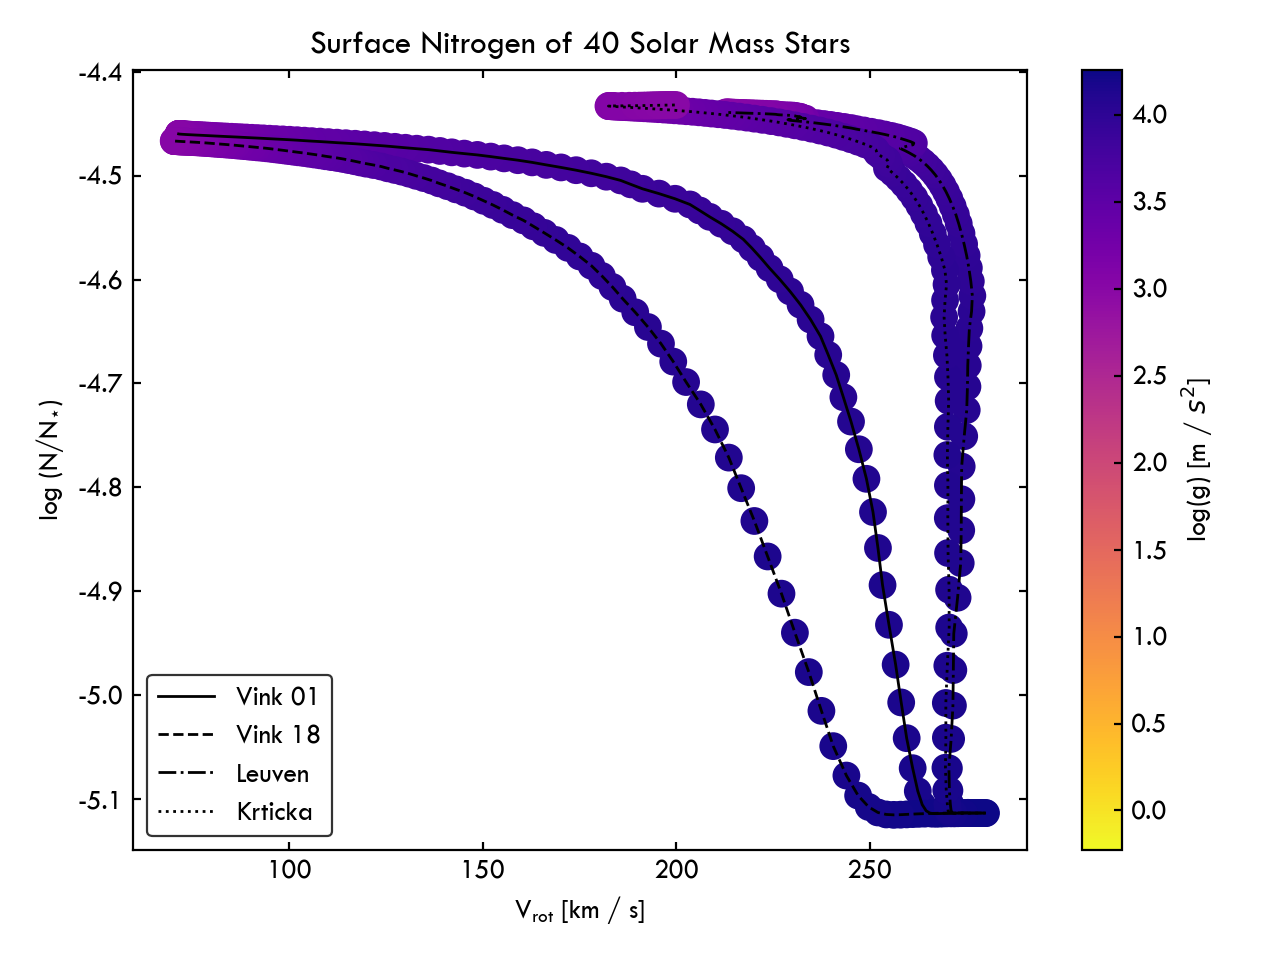 Surface Nitrogen of 40 Solar Mass Stars
-4.4
-4.5
-4.6
-4.7
-4.8
-4.9
-5.0
-5.1
log (N/N⋆)
100
150
200
250
V_rot [km / s]
Vink 01
Vink 18
Leuven
Krticka
4.0
3.5
3.0
2.5
2.0
1.5
1.0
0.5
0.0
log(g) [m / s²]